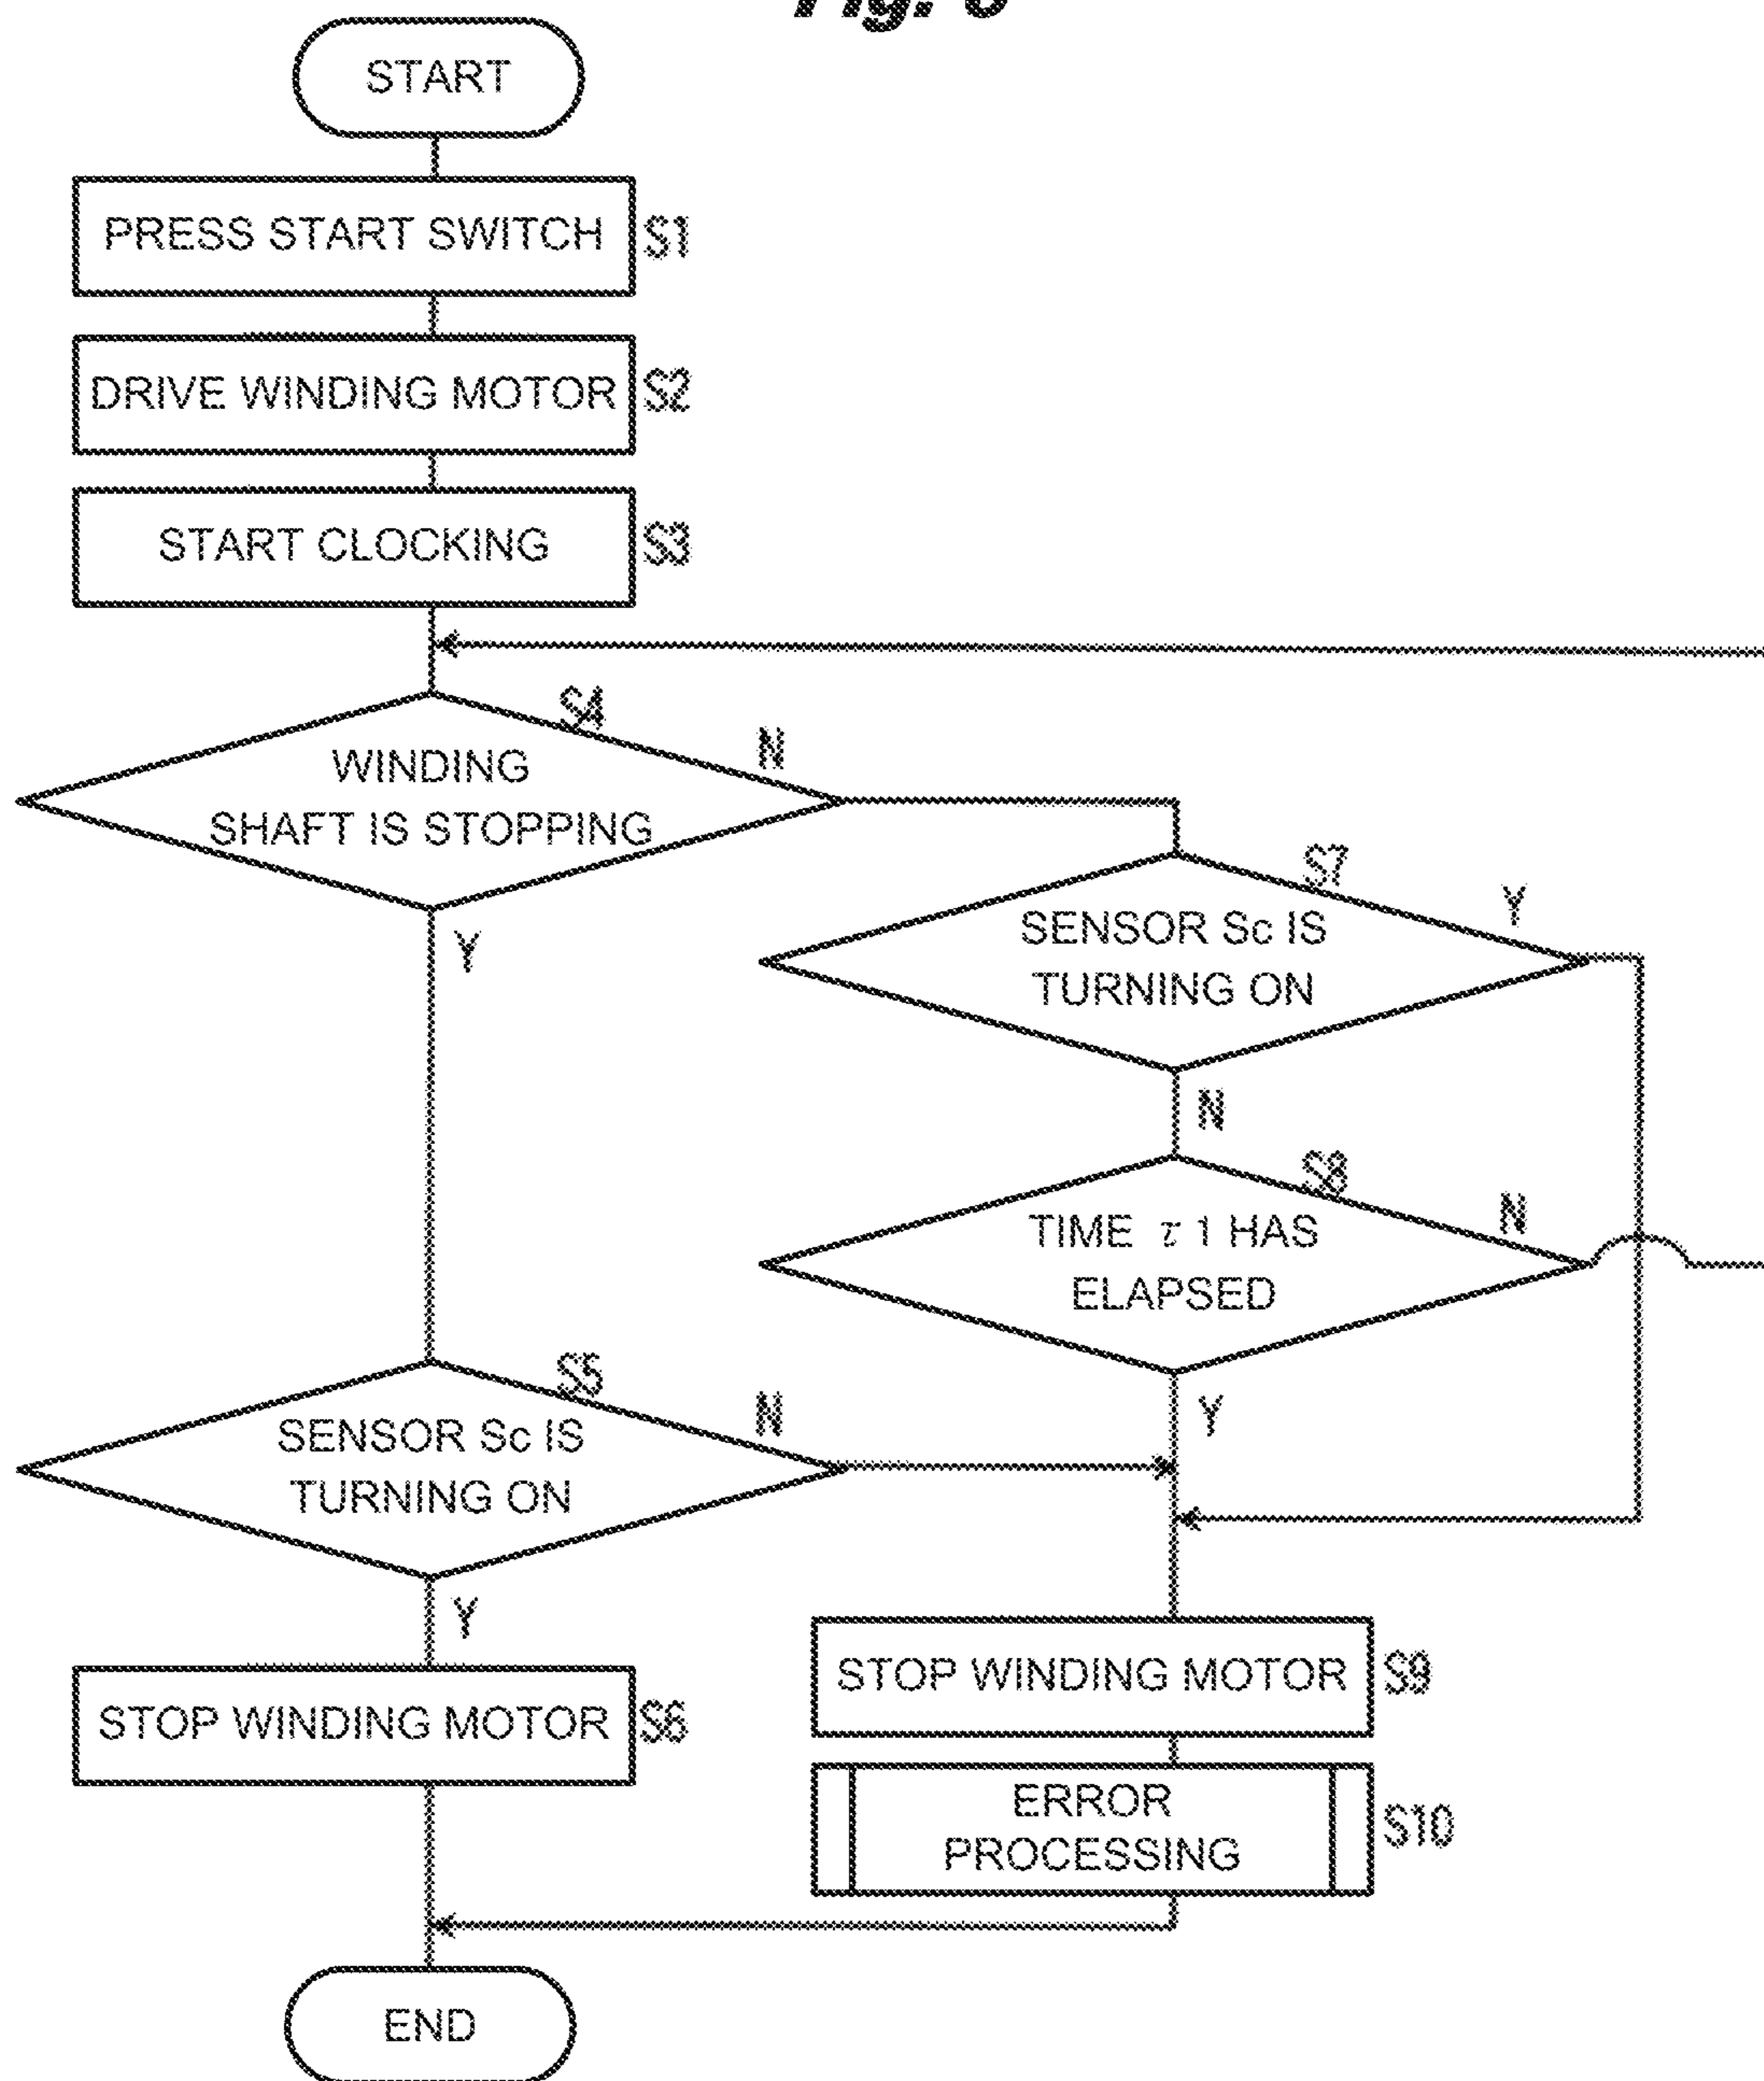 START
PRESS START SWITCH S1
DRIVE WINDING MOTOR S2
START CLOCKING S3
S4
WINDING
SHAFT IS STOPPING
N
Y
S7
SENSOR Sc IS
TURNING ON
Y
N
S8
TIME τ1 HAS
ELAPSED
N
Y
S5
SENSOR Sc IS
TURNING ON
N
Y
STOP WINDING MOTOR S6
STOP WINDING MOTOR S9
ERROR
PROCESSING
S10
END